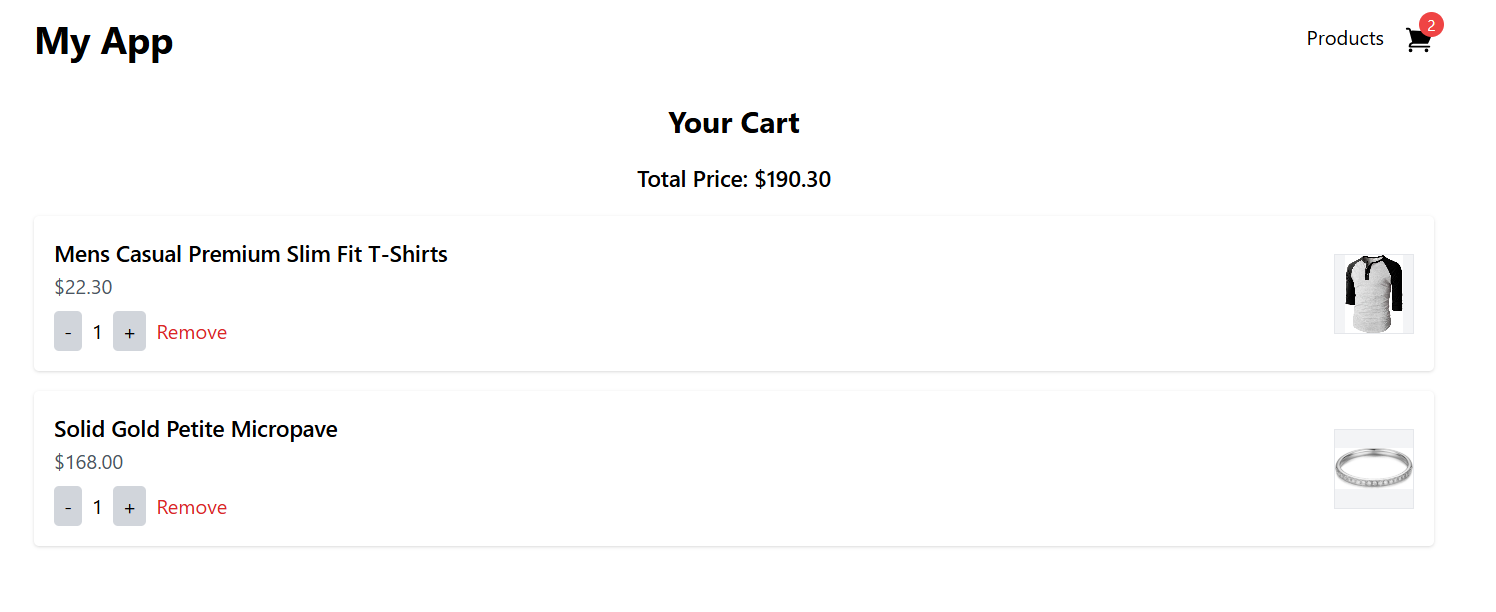 My App
Products
2
Your Cart
Total Price: $190.30
Mens Casual Premium Slim Fit T-Shirts
$22.30
- 1 + Remove
Solid Gold Petite Micropave
$168.00
- 1 + Remove